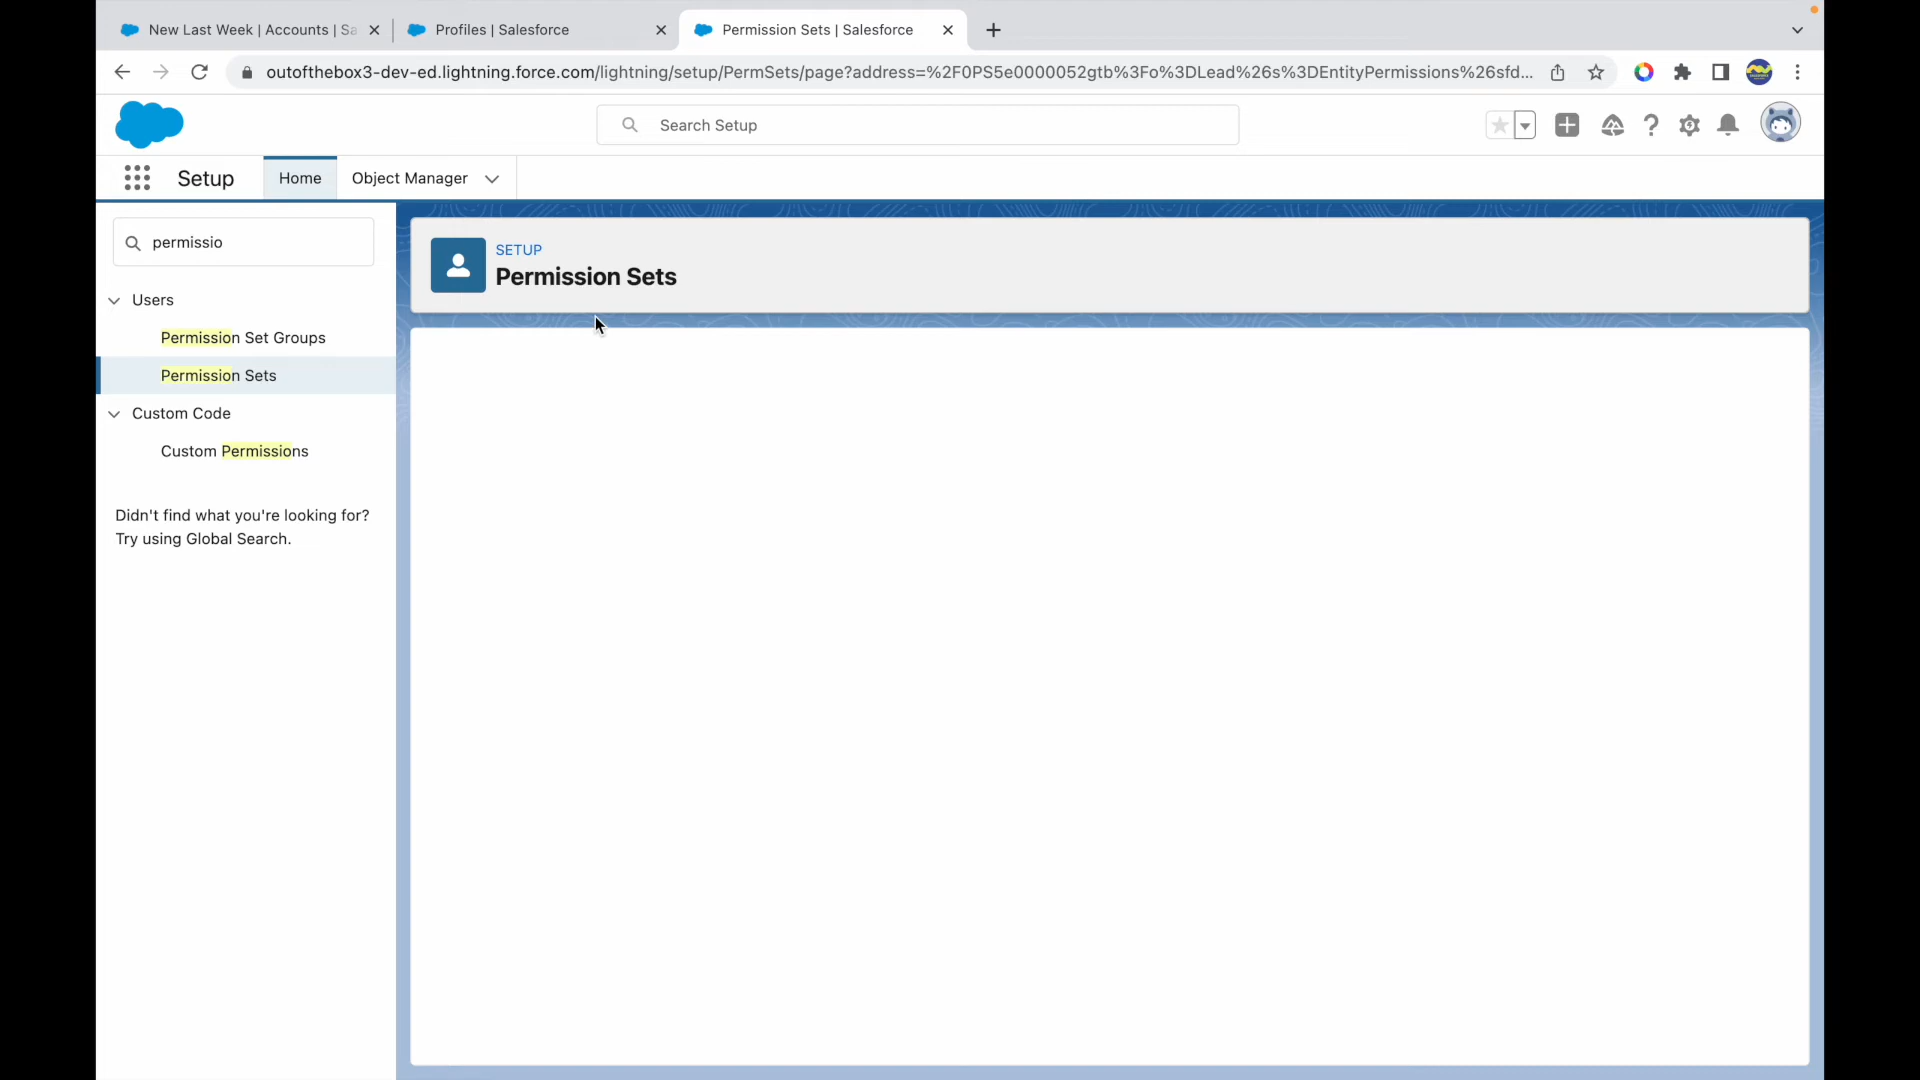 New Last Week | Accounts | Sa
Profiles | Salesforce
Permission Sets | Salesforce
outofthebox3-dev-ed.lightning.force.com/lightning/setup/PermSets/page?address=%2F0PS5e0000052gtb%3Fo%3DLead%26s%3DEntityPermissions%26sfd...
Search Setup
Setup
Home
Object Manager
permissio
Users
Permission Set Groups
Permission Sets
Custom Code
Custom Permissions
Didn't find what you're looking for?
Try using Global Search.
SETUP
Permission Sets